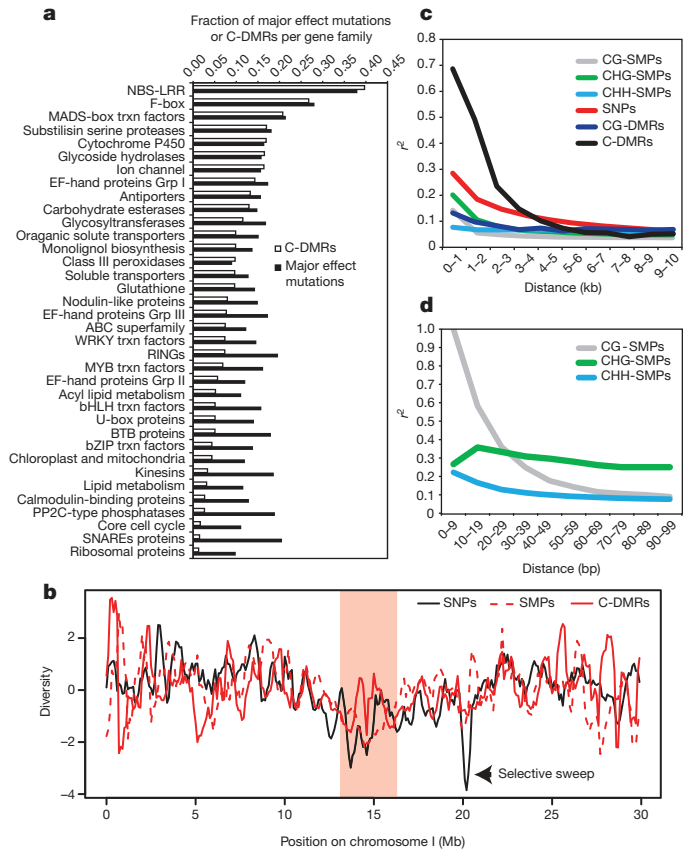 a
Fraction of major effect mutations
or C-DMRs per gene family
0.00
0.05
0.10
0.15
0.20
0.25
0.30
0.35
0.40
0.45
NBS-LRR
F-box
MADS-box trxn factors
Substilisin serine proteases
Cytochrome P450
Glycoside hydrolases
Ion channel
EF-hand proteins Grp I
Antiporters
Carbohydrate esterases
Glycosyltransferases
Oraganic solute transporters
Monolignol biosynthesis
Class III peroxidases
Soluble transporters
Glutathione
Nodulin-like proteins
EF-hand proteins Grp III
ABC superfamily
WRKY trxn factors
RINGs
MYB trxn factors
EF-hand proteins Grp II
Acyl lipid metabolism
bHLH trxn factors
U-box proteins
BTB proteins
bZIP trxn factors
Chloroplast and mitochondria
Kinesins
Lipid metabolism
Calmodulin-binding proteins
PP2C-type phosphatases
Core cell cycle
SNAREs proteins
Ribosomal proteins
C-DMRs
Major effect
mutations
c
0.8
0.7
0.6
0.5
0.4
0.3
0.2
0.1
0
r²
CG-SMPs
CHG-SMPs
CHH-SMPs
SNPs
CG-DMRs
C-DMRs
0–1
1–2
2–3
3–4
4–5
5–6
6–7
7–8
8–9
9–10
Distance (kb)
d
1.0
0.9
0.8
0.7
0.6
0.5
0.4
0.3
0.2
0.1
0
r²
CG-SMPs
CHG-SMPs
CHH-SMPs
0–9
10–19
20–29
30–39
40–49
50–59
60–69
70–79
80–89
90–99
Distance (bp)
b
SNPs
SMPs
C-DMRs
2
0
−2
−4
Diversity
Selective sweep
0
5
10
15
20
25
30
Position on chromosome I (Mb)